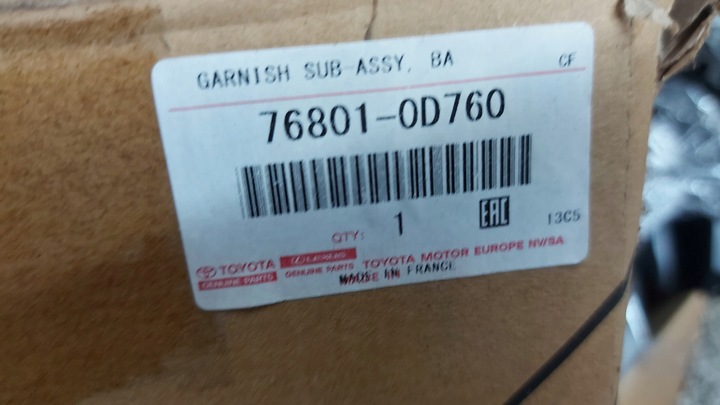 GARNISH SUB-ASSY, BA CF
76801-0D760
QTY: 1 EAC 13C5
TOYOTA LEXUS TOYOTA MOTOR EUROPE NV/SA
GENUINE PARTS GENUINE PARTS
MADE IN FRANCE